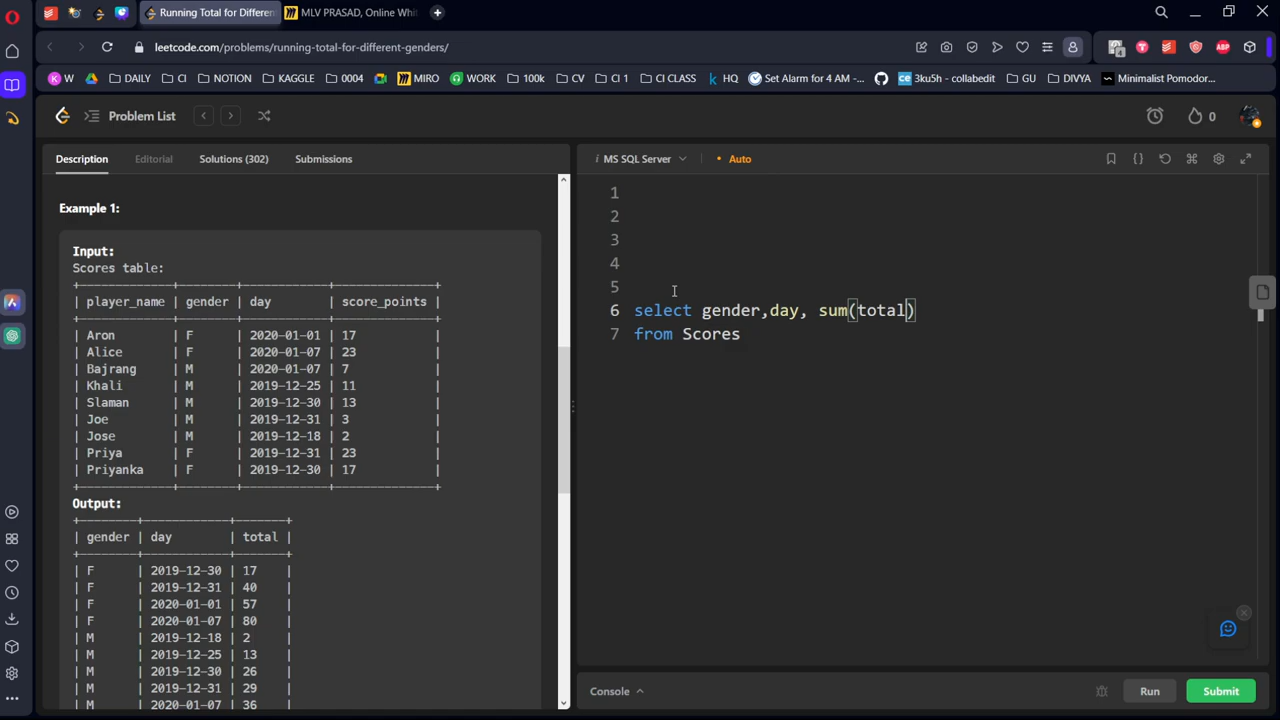 Running Total for Differen
MLV PRASAD, Online Whit
leetcode.com/problems/running-total-for-different-genders/
W
DAILY
CI
NOTION
KAGGLE
0004
MIRO
WORK
100k
CV
CI 1
CI CLASS
HQ
Set Alarm for 4 AM -...
3ku5h - collabedit
GU
DIVYA
Minimalist Pomodor...
Problem List
0
Description Editorial Solutions (302) Submissions
Example 1:
Input:
Scores table:
+-------------+--------+------------+--------------+
| player_name | gender | day | score_points |
+-------------+--------+------------+--------------+
| Aron | F | 2020-01-01 | 17 |
| Alice | F | 2020-01-07 | 23 |
| Bajrang | M | 2020-01-07 | 7 |
| Khali | M | 2019-12-25 | 11 |
| Slaman | M | 2019-12-30 | 13 |
| Joe | M | 2019-12-31 | 3 |
| Jose | M | 2019-12-18 | 2 |
| Priya | F | 2019-12-31 | 23 |
| Priyanka | F | 2019-12-30 | 17 |
+-------------+--------+------------+--------------+
Output:
+--------+------------+-------+
| gender | day | total |
+--------+------------+-------+
| F | 2019-12-30 | 17 |
| F | 2019-12-31 | 40 |
| F | 2020-01-01 | 57 |
| F | 2020-01-07 | 80 |
| M | 2019-12-18 | 2 |
| M | 2019-12-25 | 13 |
| M | 2019-12-30 | 26 |
| M | 2019-12-31 | 29 |
| M | 2020-01-07 | 36 |
i MS SQL Server • Auto
1
2
3
4
5
6 select gender,day, sum(total)
7 from Scores
Console
Run
Submit